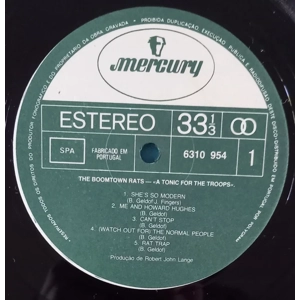 mercury
ESTEREO
33 1/3
SPA
FABRICADO EM
PORTUGAL
6310 954
1
THE BOOMTOWN RATS — «A TONIC FOR THE TROOPS»
1. SHE'S SO MODERN
(B. Geldof-J. Fingers)
2. ME AND HOWARD HUGHES
(B. Geldof)
3. CAN'T STOP
(B. Geldof)
4. (WATCH OUT FOR) THE NORMAL PEOPLE
(B. Geldof)
5. RAT TRAP
(B. Geldof)
Produção de Robert John Lange